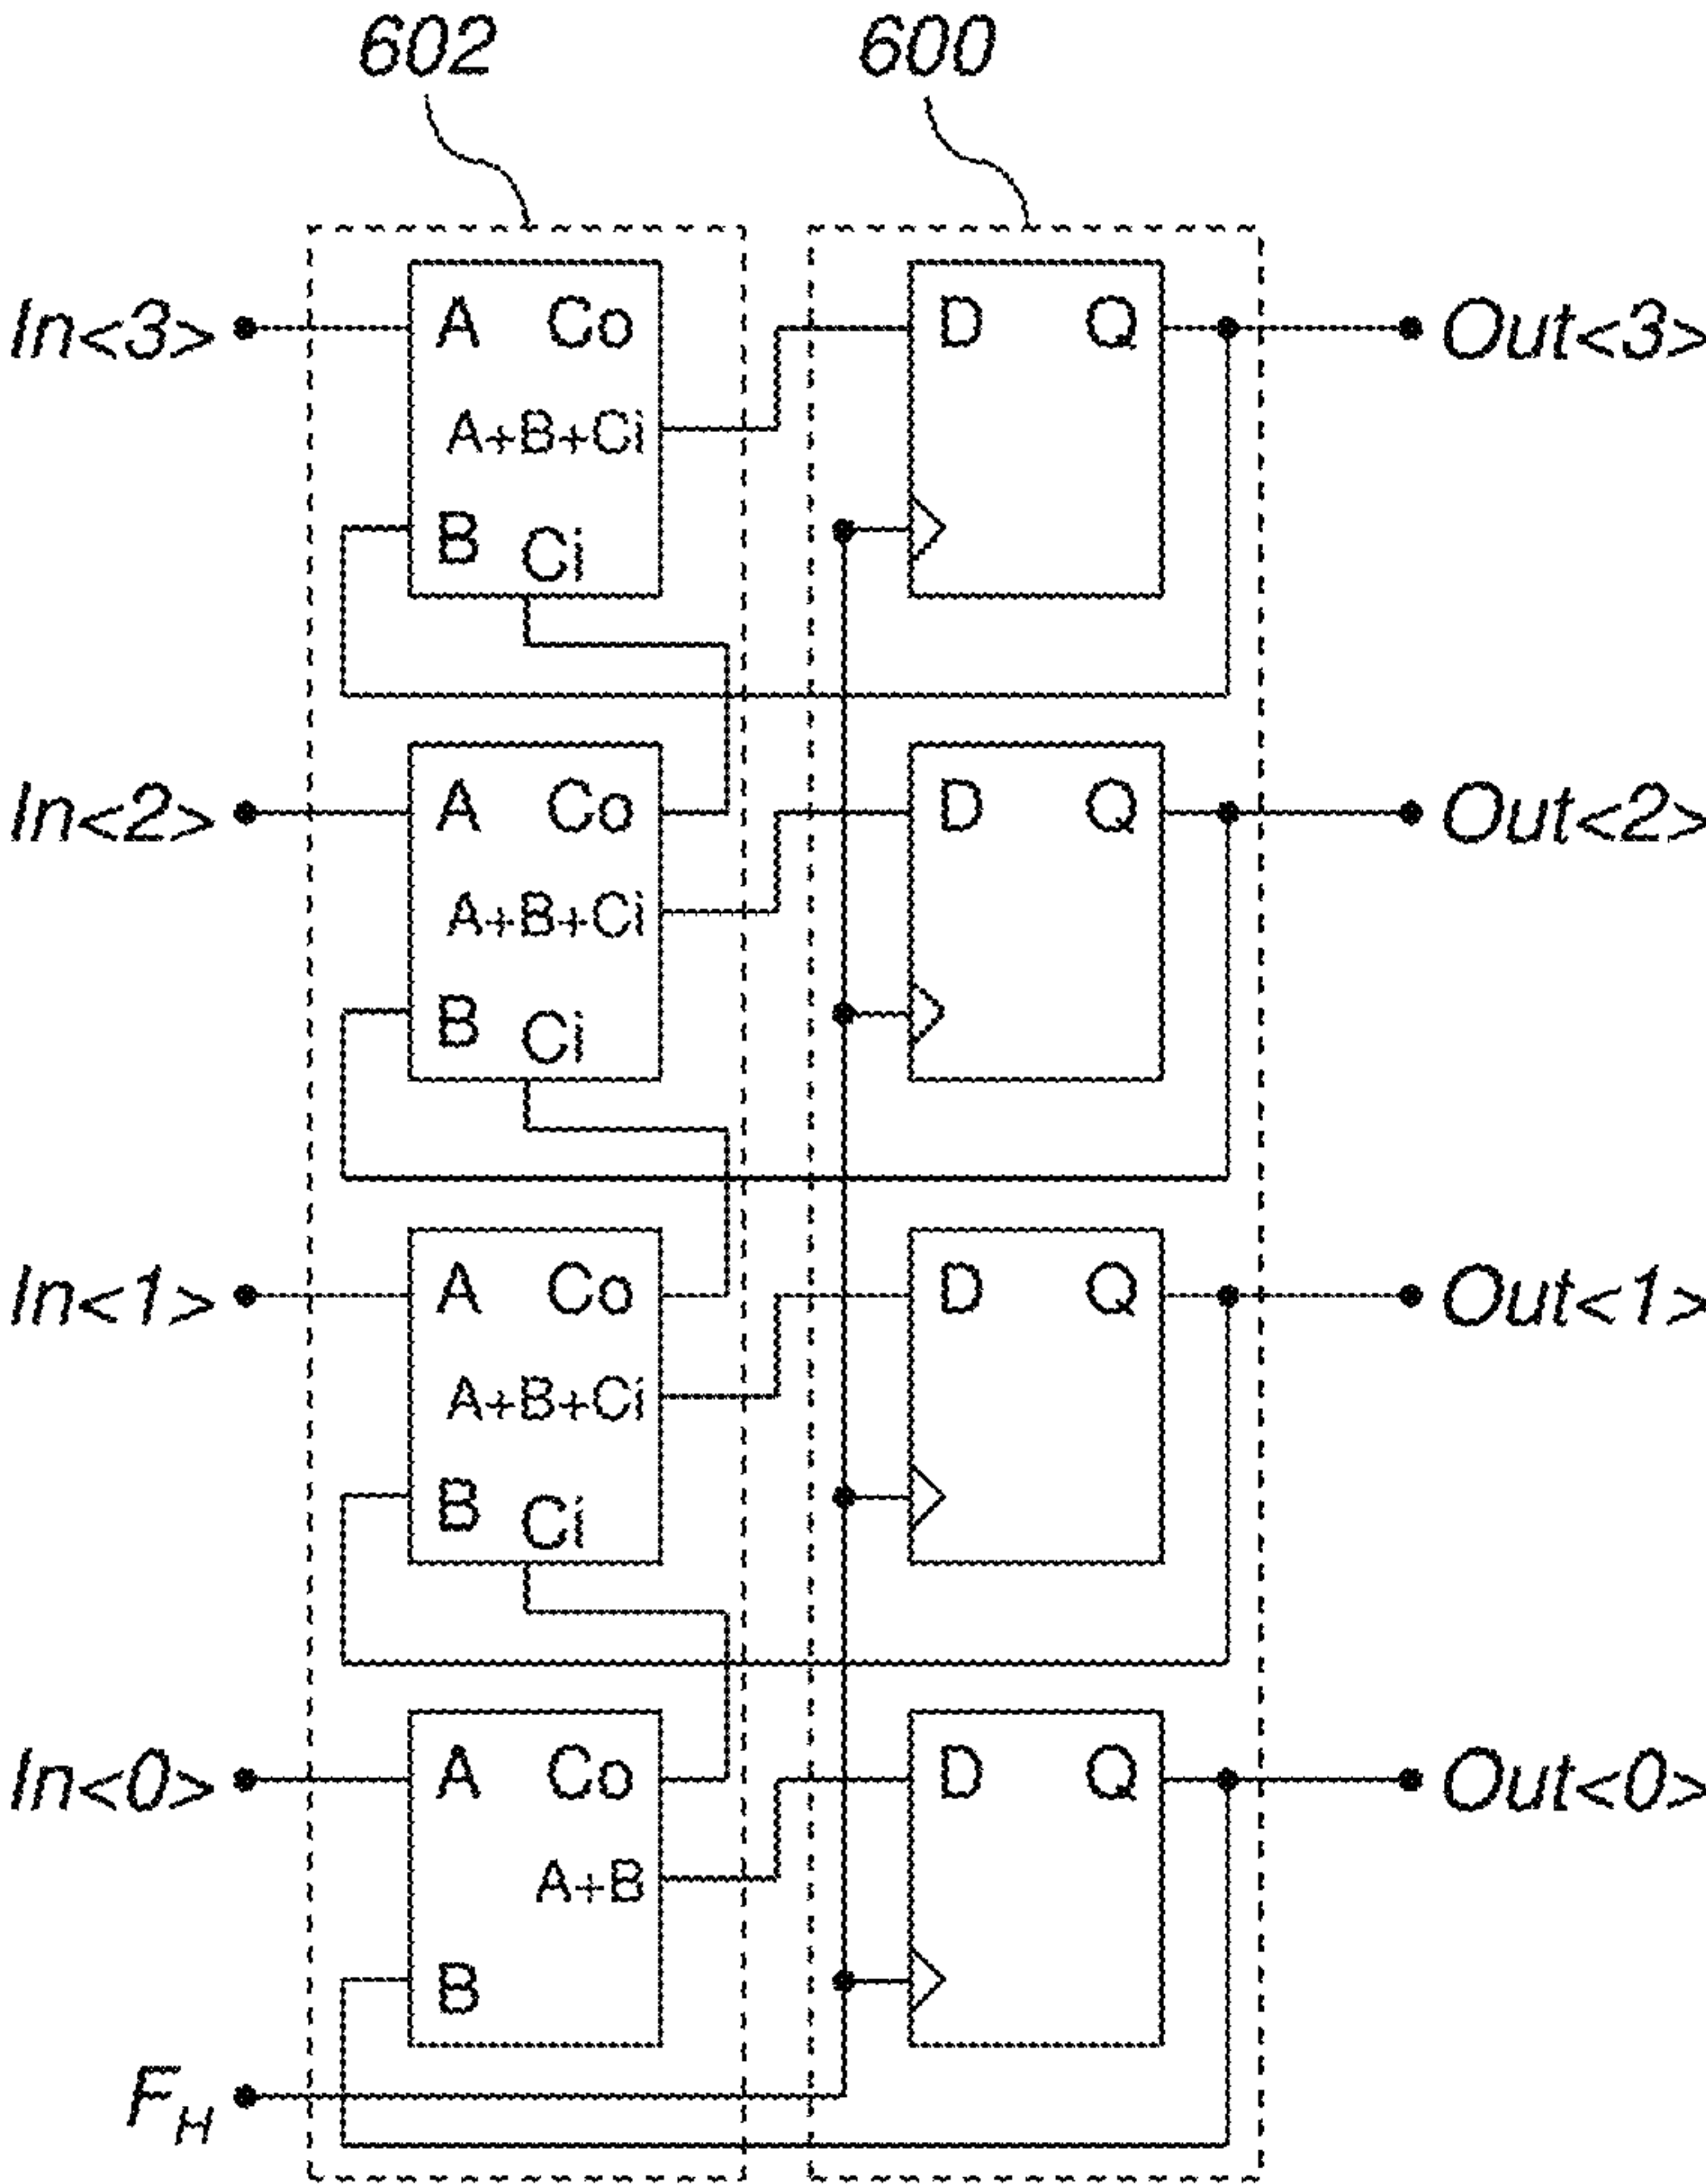 602 600
In<3> A Co D Q Out<3>
A+B+Ci
B Ci
In<2> A Co D Q Out<2>
A+B+Ci
B Ci
In<1> A Co D Q Out<1>
A+B+Ci
B Ci
In<0> A Co D Q Out<0>
A+B
B
FH